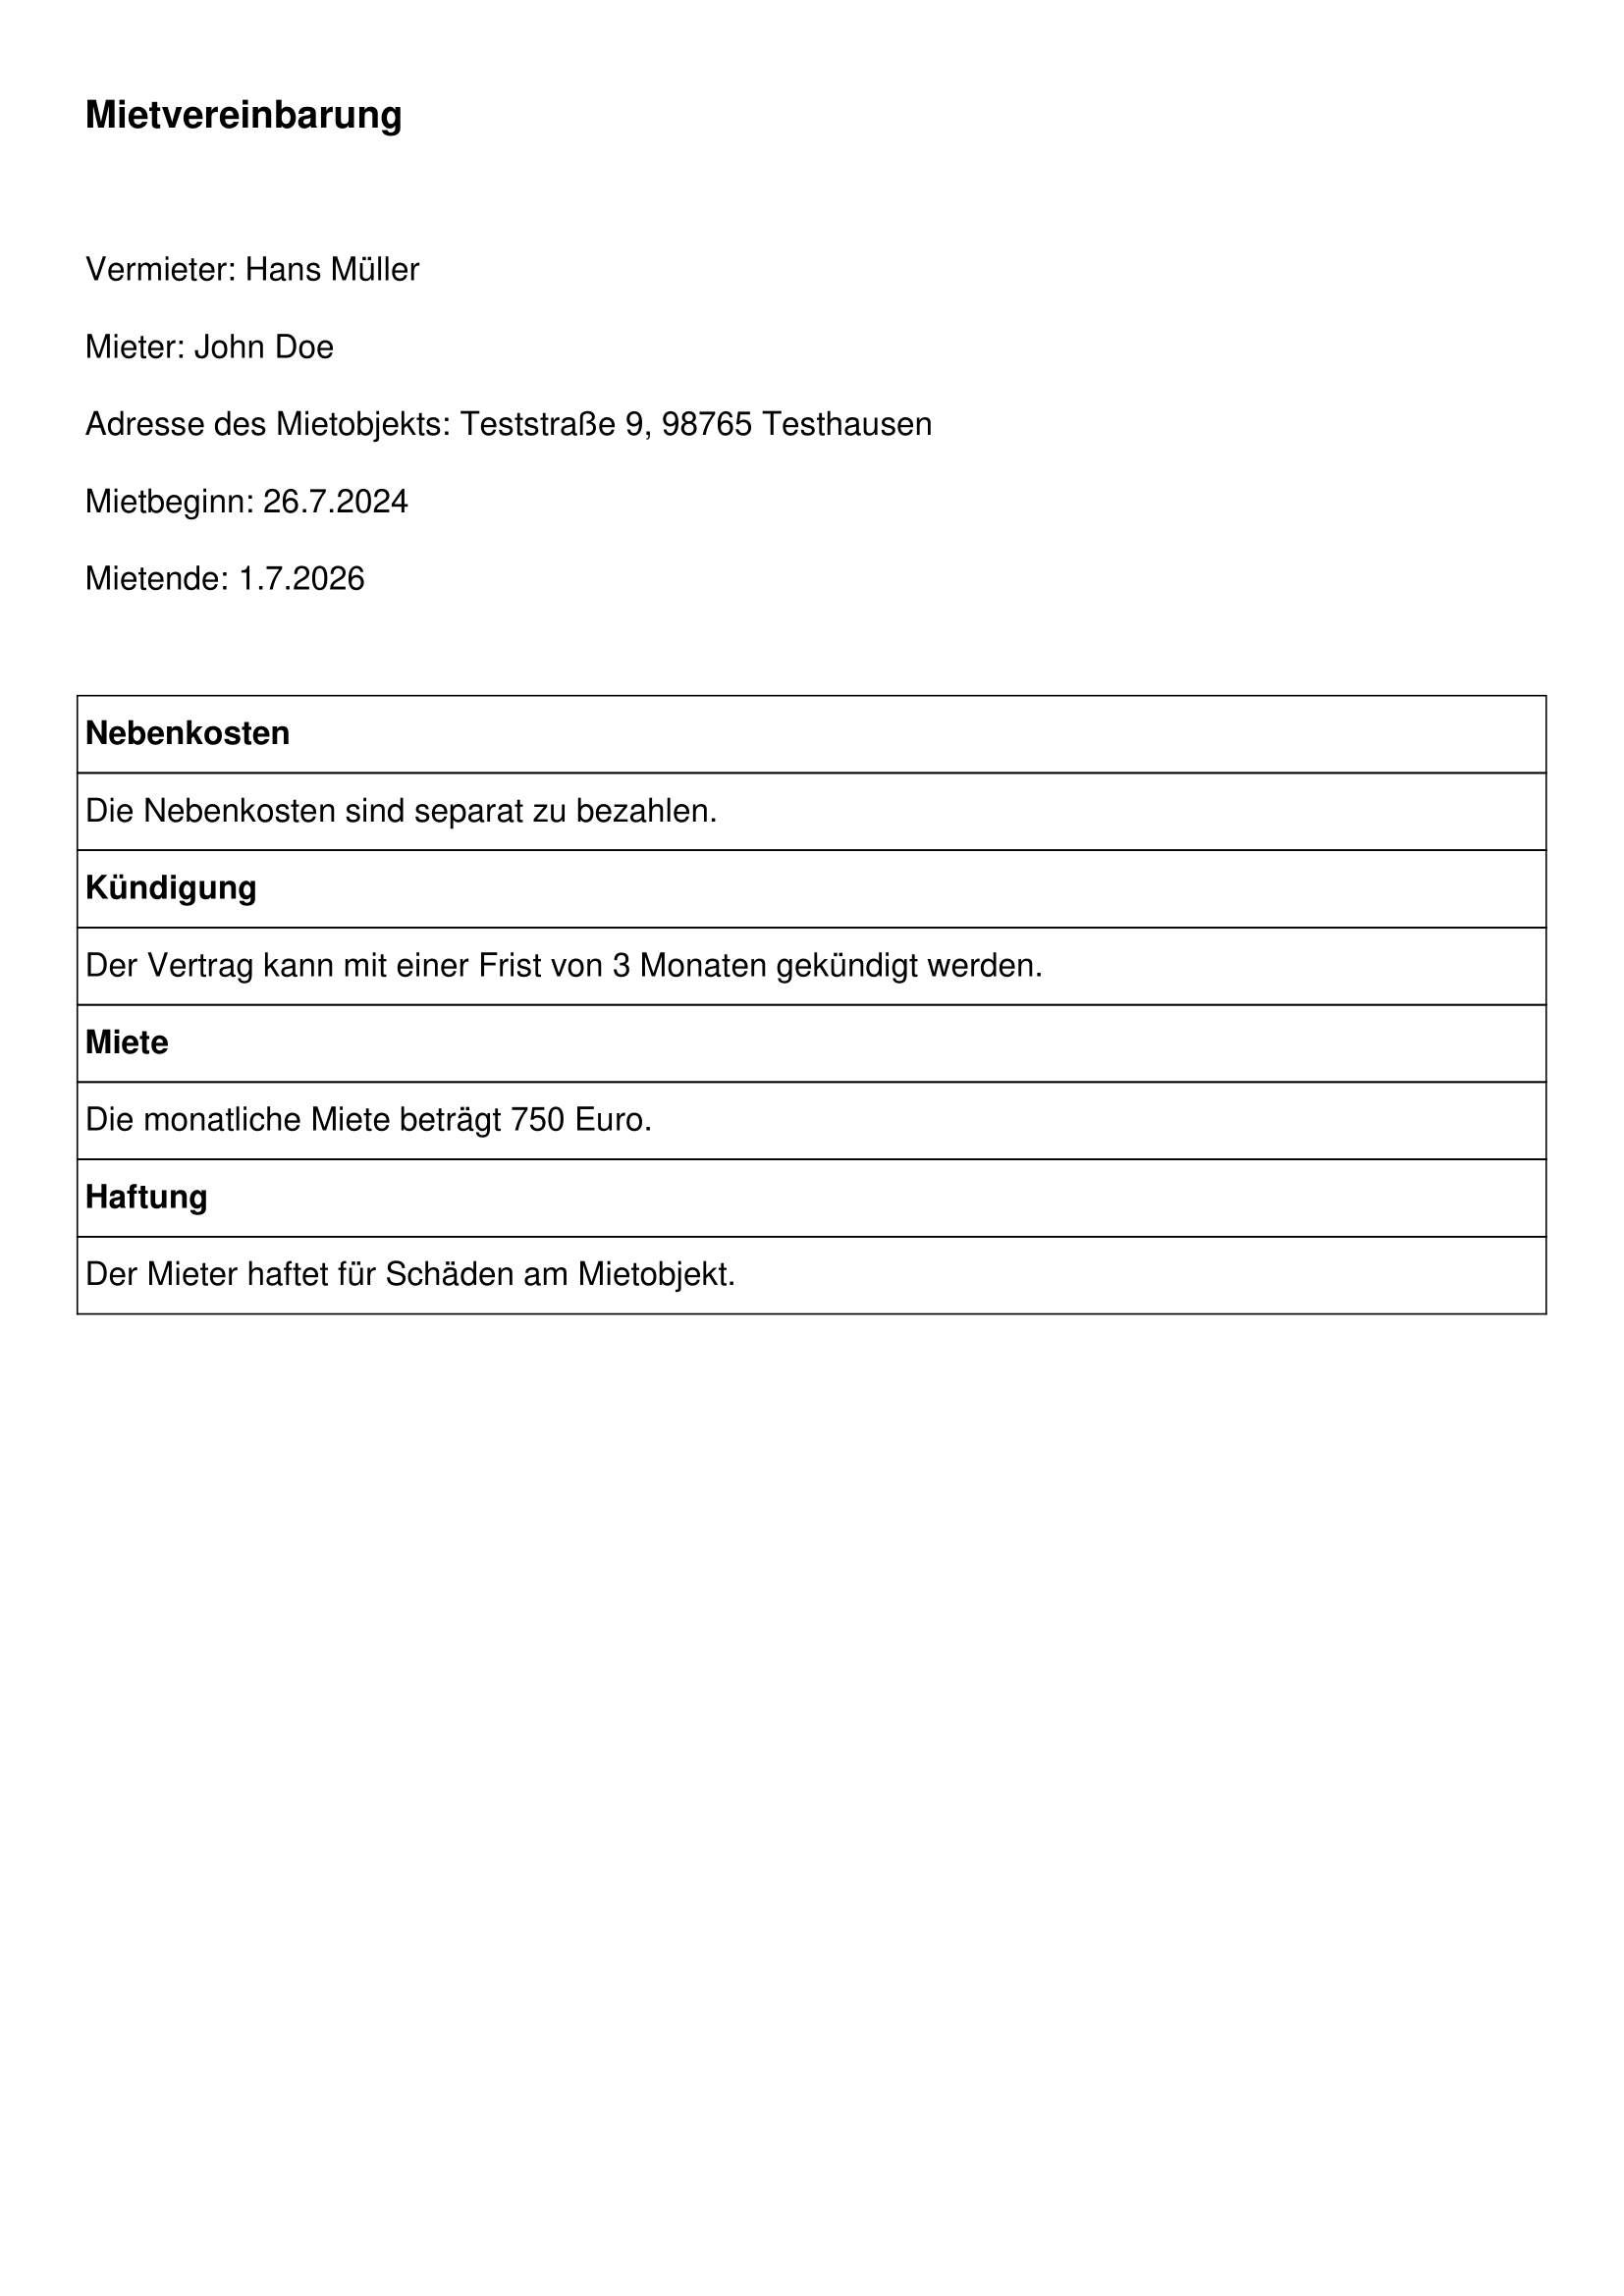 Mietvereinbarung
Vermieter: Hans Müller
Mieter: John Doe
Adresse des Mietobjekts: Teststraße 9, 98765 Testhausen
Mietbeginn: 26.7.2024
Mietende: 1.7.2026
Nebenkosten
Die Nebenkosten sind separat zu bezahlen.
Kündigung
Der Vertrag kann mit einer Frist von 3 Monaten gekündigt werden.
Miete
Die monatliche Miete beträgt 750 Euro.
Haftung
Der Mieter haftet für Schäden am Mietobjekt.